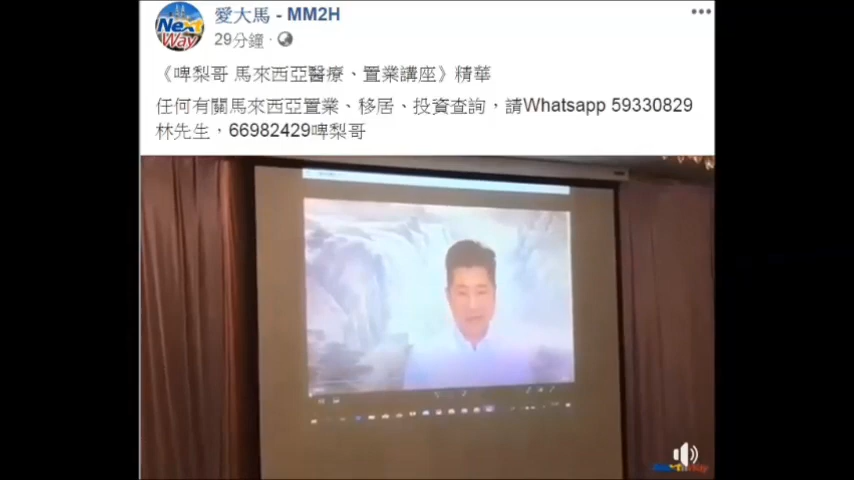 Next
Way
愛大馬 - MM2H
29分鐘 ·
《啤梨哥 馬來西亞醫療、置業講座》精華
任何有關馬來西亞置業、移居、投資查詢，請Whatsapp 59330829
林先生，66982429啤梨哥